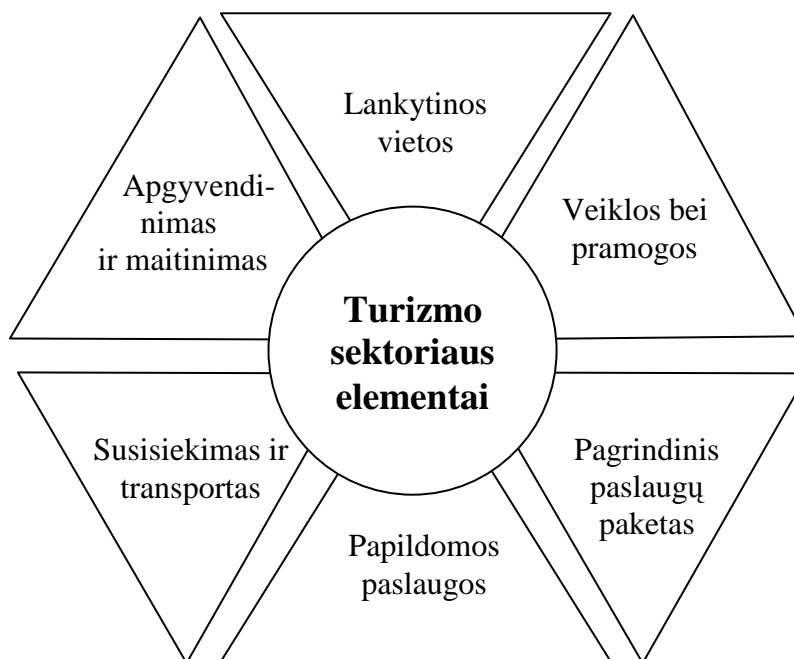 Lankytinos
vietos
Apgyvendi-
nimas
ir maitinimas
Veiklos bei
pramogos
Turizmo
sektoriaus
elementai
Susisiekimas ir
transportas
Pagrindinis
paslaugų
paketas
Papildomos
paslaugos